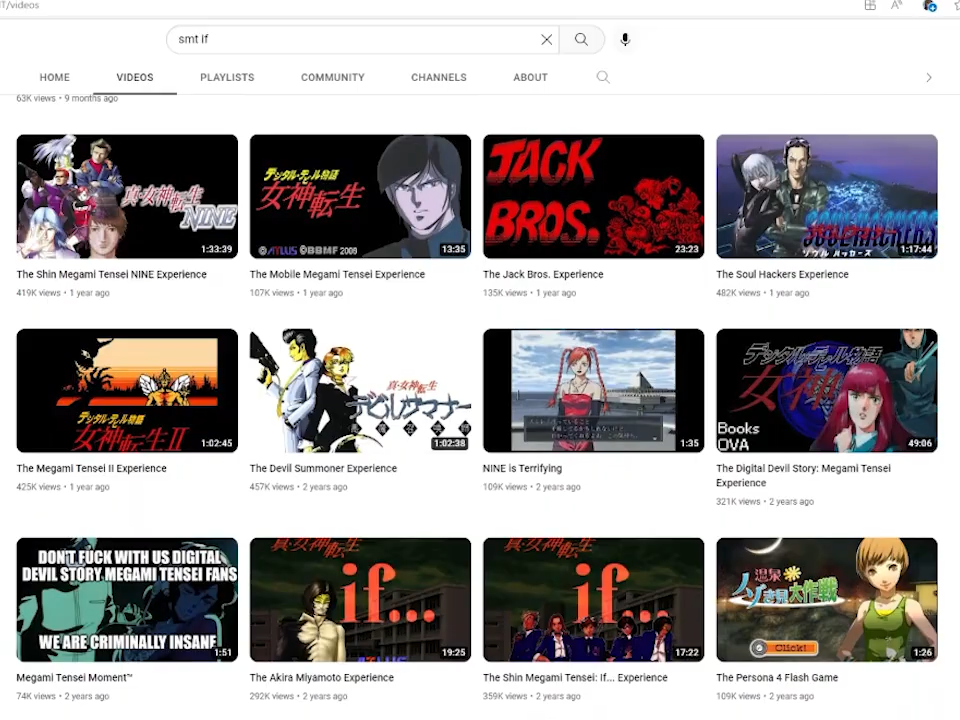 T/videos
smt if
HOME VIDEOS PLAYLISTS COMMUNITY CHANNELS ABOUT
63K views • 9 months ago
真・女神転生
NINE
1:33:39
デジタル・デビル物語
女神転生
©ATLUS ©BBMF 2009
13:35
JACK
BROS.
23:23
SOUL HACKERS
ソウルハッカーズ
1:17:44
The Shin Megami Tensei NINE Experience
419K views • 1 year ago
The Mobile Megami Tensei Experience
107K views • 1 year ago
The Jack Bros. Experience
135K views • 1 year ago
The Soul Hackers Experience
482K views • 1 year ago
デジタル・デビル物語
女神転生II
1:02:45
真・女神転生
デビルサマナー
1:02:38
1:35
デジタル・デビル物語
女神
Books
OVA
49:06
The Megami Tensei II Experience
425K views • 1 year ago
The Devil Summoner Experience
457K views • 2 years ago
NINE is Terrifying
109K views • 2 years ago
The Digital Devil Story: Megami Tensei
Experience
321K views • 2 years ago
DON'T FUCK WITH US DIGITAL
DEVIL STORY MEGAMI TENSEI FANS
WE ARE CRIMINALLY INSANE
1:51
真・女神転生
if...
ATLUS
19:25
真・女神転生
if...
17:22
温泉
ノゾき見大作戦
Click!
1:26
Megami Tensei Moment™
74K views • 2 years ago
The Akira Miyamoto Experience
292K views • 2 years ago
The Shin Megami Tensei: If... Experience
359K views • 2 years ago
The Persona 4 Flash Game
109K views • 2 years ago